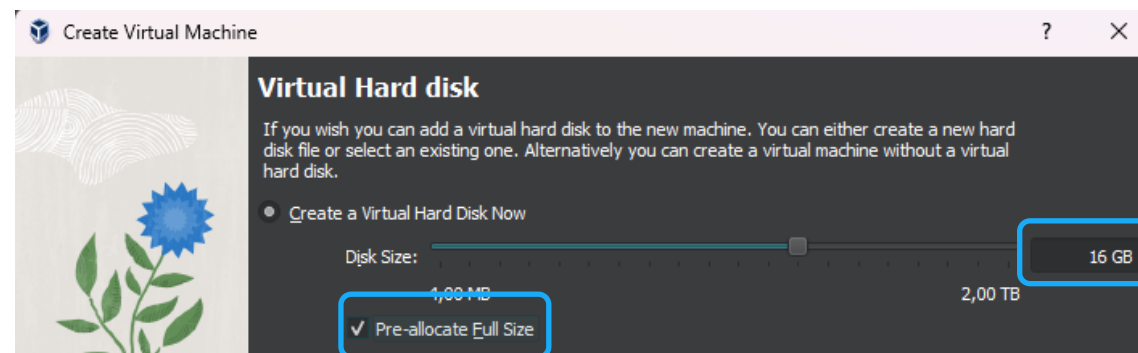 Create Virtual Machine
?
Virtual Hard disk
If you wish you can add a virtual hard disk to the new machine. You can either create a new hard
disk file or select an existing one. Alternatively you can create a virtual machine without a virtual
hard disk.
Create a Virtual Hard Disk Now
Disk Size:
16 GB
4,00 MB
2,00 TB
Pre-allocate Full Size